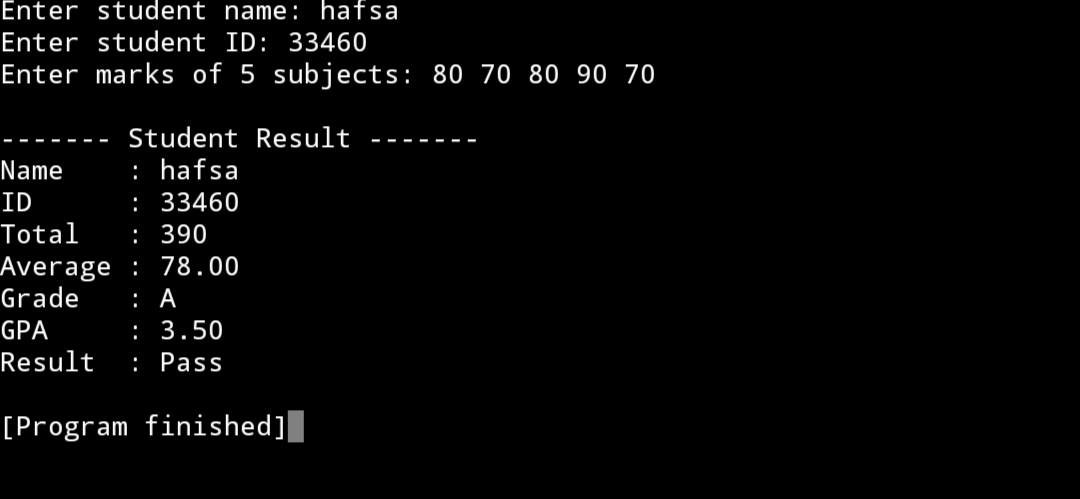 Enter student name: hafsa
Enter student ID: 33460
Enter marks of 5 subjects: 80 70 80 90 70
------- Student Result -------
Name    : hafsa
ID      : 33460
Total   : 390
Average : 78.00
Grade   : A
GPA     : 3.50
Result  : Pass
[Program finished]